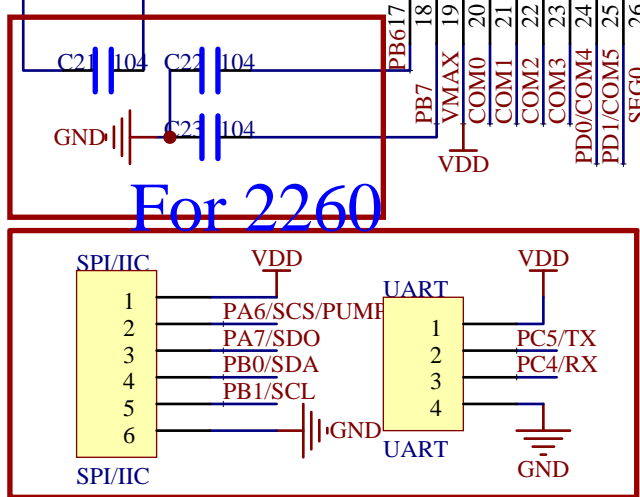 C21 104 C22 104
GND C23 104
PB6 17
PB7 18
VMAX 19
COM0 20
COM1 21
COM2 22
COM3 23
PD0/COM4 24
PD1/COM5 25
SEG0 26
VDD
For 2260
SPI/IIC
VDD
1
2 PA6/SCS/PUMP
3 PA7/SDO
4 PB0/SDA
5 PB1/SCL
6 GND
SPI/IIC
VDD
UART
1
2 PC5/TX
3 PC4/RX
4
UART
GND